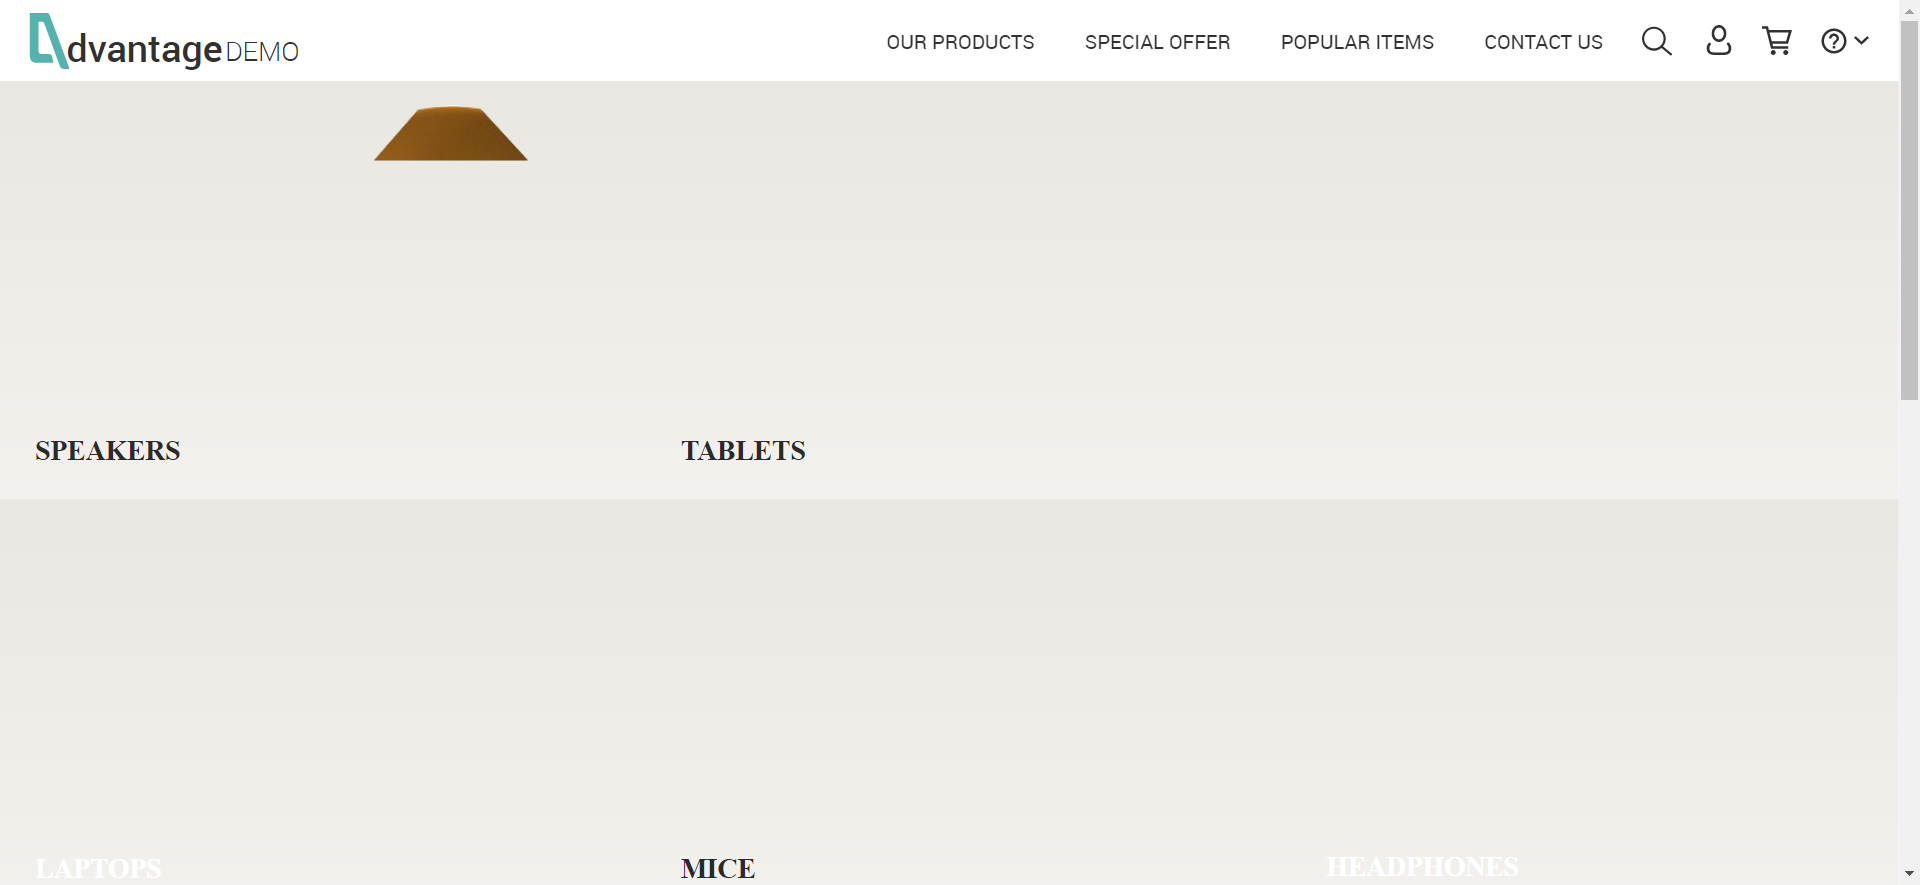 dvantage DEMO
OUR PRODUCTS
SPECIAL OFFER
POPULAR ITEMS
CONTACT US
SPEAKERS
TABLETS
LAPTOPS
MICE
HEADPHONES